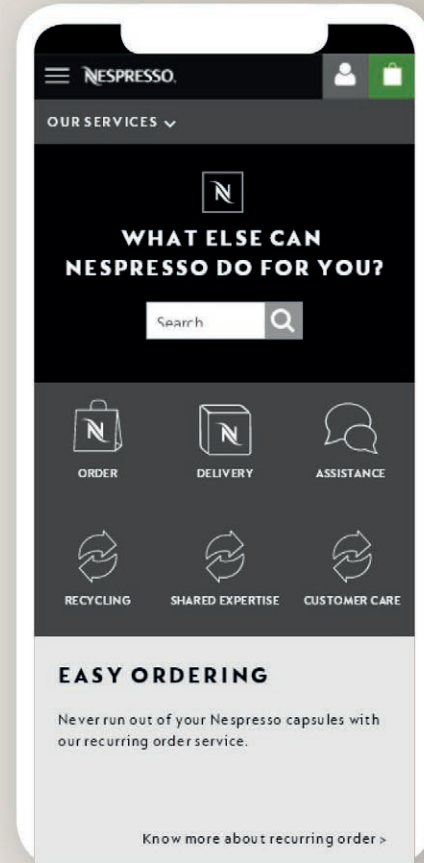 NESPRESSO.
OUR SERVICES
N
WHAT ELSE CAN
NESPRESSO DO FOR YOU?
Search
N
N
ORDER
DELIVERY
ASSISTANCE
RECYCLING
SHARED EXPERTISE
CUSTOMER CARE
EASY ORDERING
Never run out of your Nespresso capsules with
our recurring order service.
Know more about recurring order >